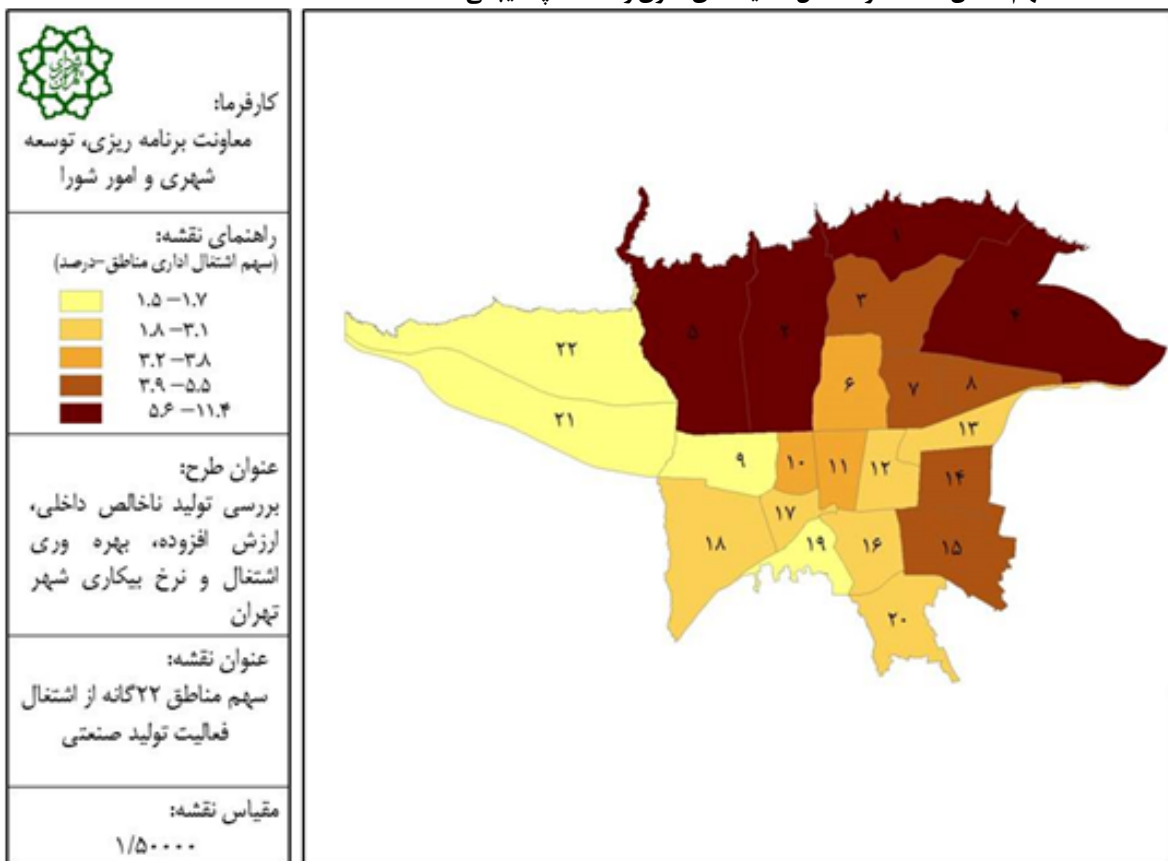 کارفرما:
معاونت برنامه ریزی، توسعه
شهری و امور شورا
راهنمای نقشه:
(سهم اشتغال اداری مناطق-درصد)
۱.۵-۱.۷
۱.۸-۳.۱
۳.۲-۳.۸
۳.۹-۵.۵
۵.۶-۱۱.۴
عنوان طرح:
بررسی تولید ناخالص داخلی،
ارزش افزوده، بهره وری
اشتغال و نرخ بیکاری شهر
تهران
عنوان نقشه:
سهم مناطق ۲۲گانه از اشتغال
فعالیت تولید صنعتی
مقیاس نقشه:
۱/۵۰۰۰۰
۱
۳
۴
۵
۲
۲۲
۶
۷
۸
۲۱
۱۳
۹
۱۰
۱۱
۱۲
۱۴
۱۷
۱۸
۱۹
۱۶
۱۵
۲۰